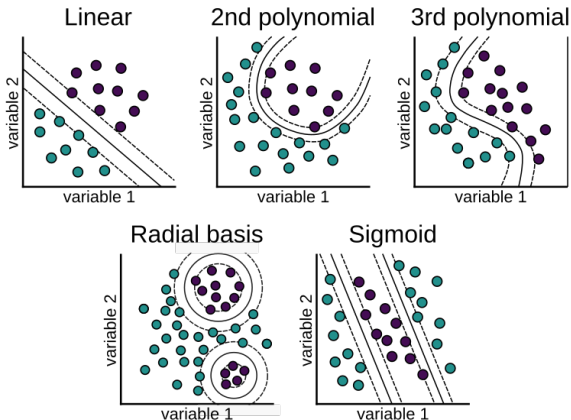 Linear
2nd polynomial
3rd polynomial
variable 2
variable 1
variable 2
variable 1
variable 2
variable 1
Radial basis
Sigmoid
variable 2
variable 1
variable 2
variable 1